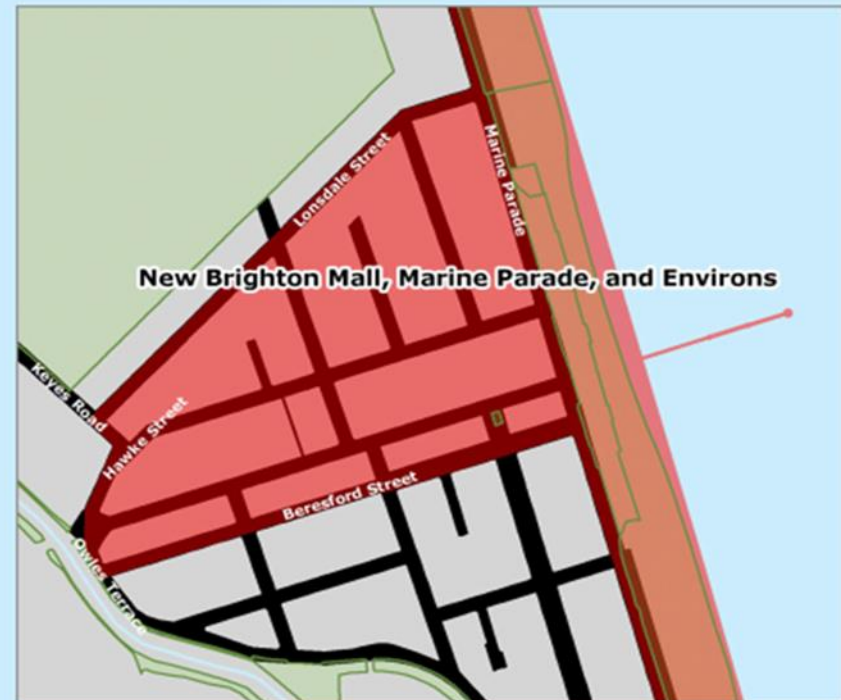 Lonsdale Street
Marine Parade
New Brighton Mall, Marine Parade, and Environs
Keyes Road
Hawke Street
Beresford Street
Owles Terrace